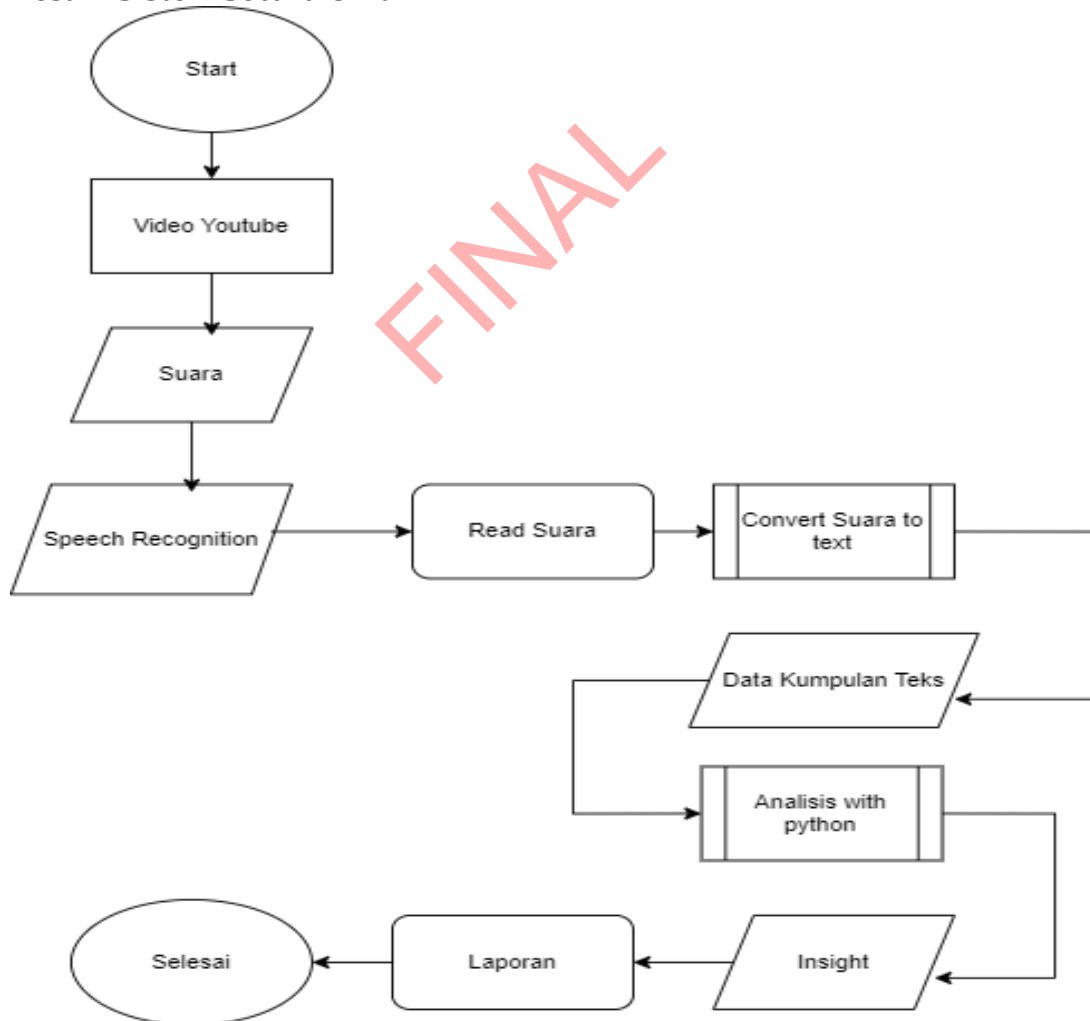 Start
Video Youtube
FINAL
Suara
Speech Recognition
Read Suara
Convert Suara to
text
Data Kumpulan Teks
Analisis with
python
Insight
Laporan
Selesai